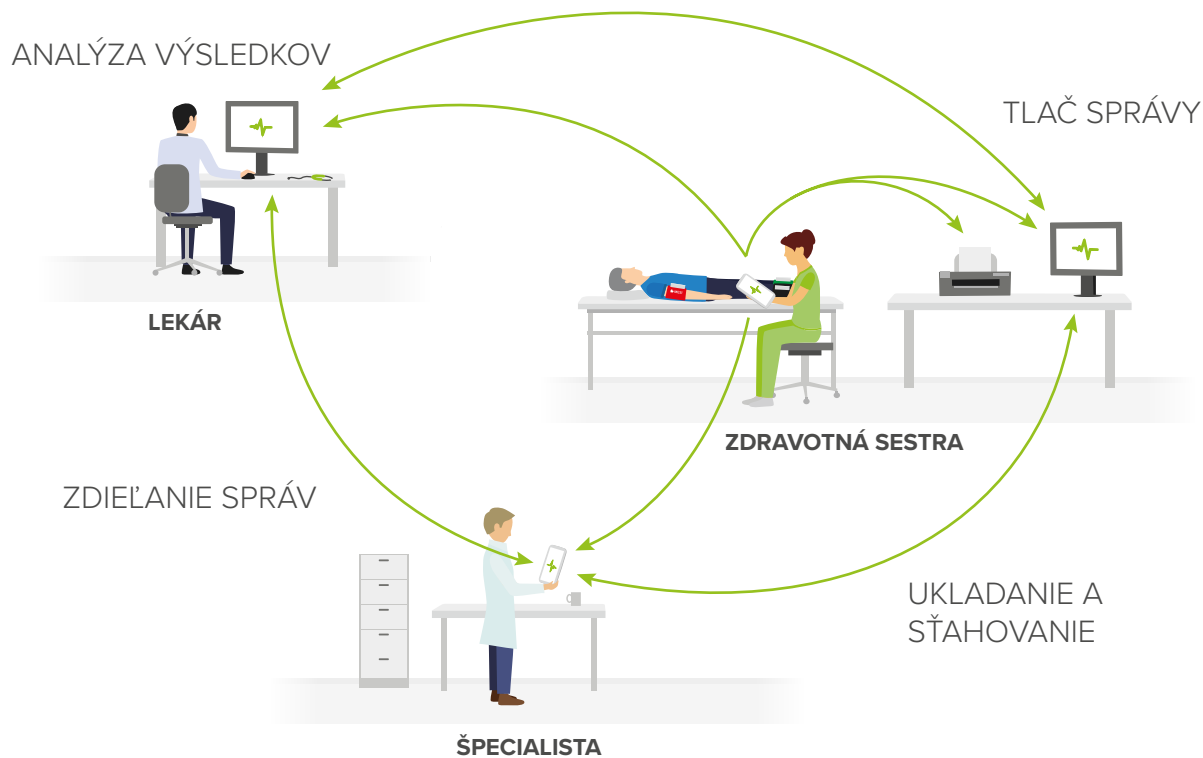 ANALÝZA VÝSLEDKOV
TLAČ SPRÁVY
LEKÁR
ZDRAVOTNÁ SESTRA
ZDIEĽANIE SPRÁV
UKLADANIE A
SŤAHOVANIE
ŠPECIALISTA